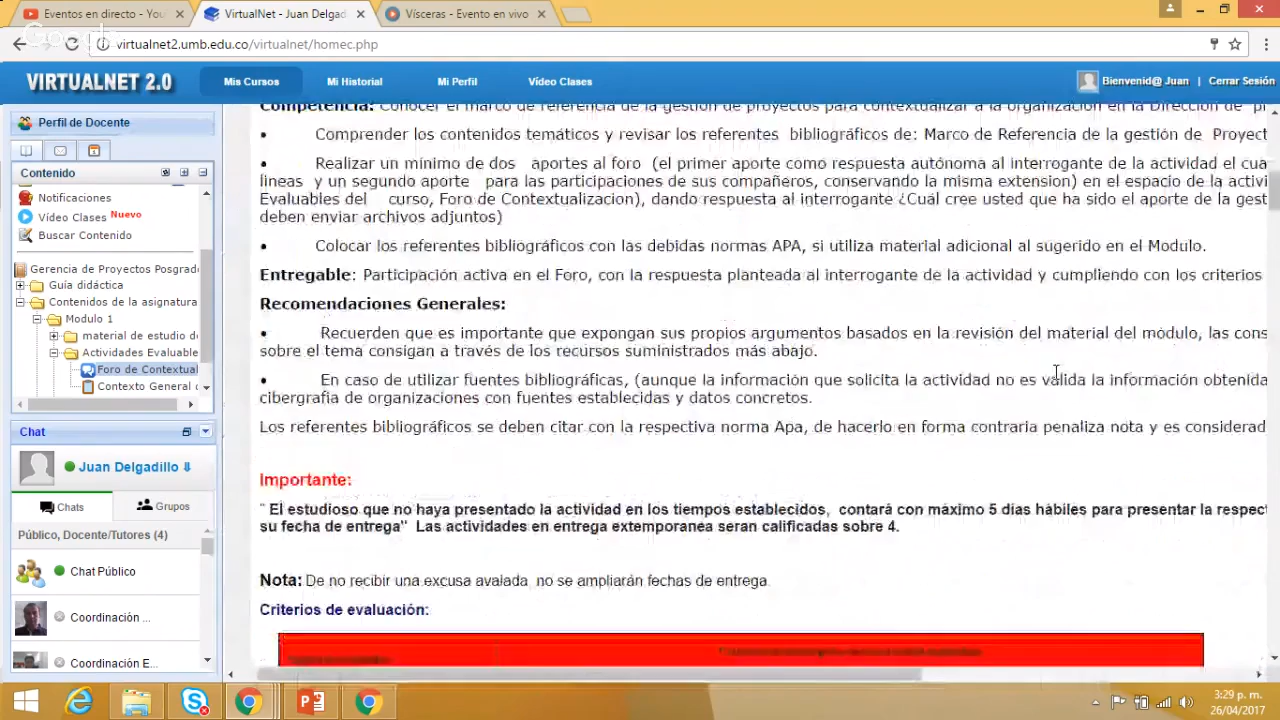 Eventos en directo - You
VirtualNet - Juan Delgad
Vísceras - Evento en vivo
Google
virtualnet2.umb.edu.co/virtualnet/homec.php
VIRTUALNET 2.0
Mis Cursos
Mi Historial
Mi Perfil
Vídeo Clases
Bienvenid@ Juan | Cerrar Sesión
Perfil de Docente
Contenido
Notificaciones
Vídeo Clases Nuevo
Buscar Contenido
Gerencia de Proyectos Posgrad
Guía didáctica
Contenidos de la asignatura
Modulo 1
material de estudio d
Actividades Evaluable
Foro de Contextual
Contexto General
Chat
Juan Delgadillo
Chats
Grupos
Público, Docente/Tutores (4)
Chat Público
Coordinación ...
Coordinación E...
Competencia: Conocer el marco de referencia de la gestión de proyectos para contextualizar a la organización en la Dirección de
• Comprender los contenidos temáticos y revisar los referentes bibliográficos de: Marco de Referencia de la gestión de Proyect
• Realizar un mínimo de dos aportes al foro (el primer aporte como respuesta autónoma al interrogante de la actividad el cua
lineas y un segundo aporte para las participaciones de sus compañeros, conservando la misma extension) en el espacio de la activi
Evaluables del curso, Foro de Contextualizacion), dando respuesta al interrogante ¿Cuál cree usted que ha sido el aporte de la gest
deben enviar archivos adjuntos)
• Colocar los referentes bibliográficos con las debidas normas APA, si utiliza material adicional al sugerido en el Modulo.
Entregable: Participación activa en el Foro, con la respuesta planteada al interrogante de la actividad y cumpliendo con los criterios
Recomendaciones Generales:
• Recuerden que es importante que expongan sus propios argumentos basados en la revisión del material del módulo, las cons
sobre el tema consigan a través de los recursos suministrados más abajo.
• En caso de utilizar fuentes bibliográficas, (aunque la información que solicita la actividad no es valida la información obtenida
cibergrafia de organizaciones con fuentes establecidas y datos concretos.
Los referentes bibliográficos se deben citar con la respectiva norma Apa, de hacerlo en forma contraria penaliza nota y es considerad
Importante:
" El estudioso que no haya presentado la actividad en los tiempos establecidos, contará con máximo 5 días hábiles para presentar la respect
su fecha de entrega" Las actividades en entrega extemporanea seran calificadas sobre 4.
Nota: De no recibir una excusa avalada no se ampliarán fechas de entrega
Criterios de evaluación:
3:29 p. m.
26/04/2017